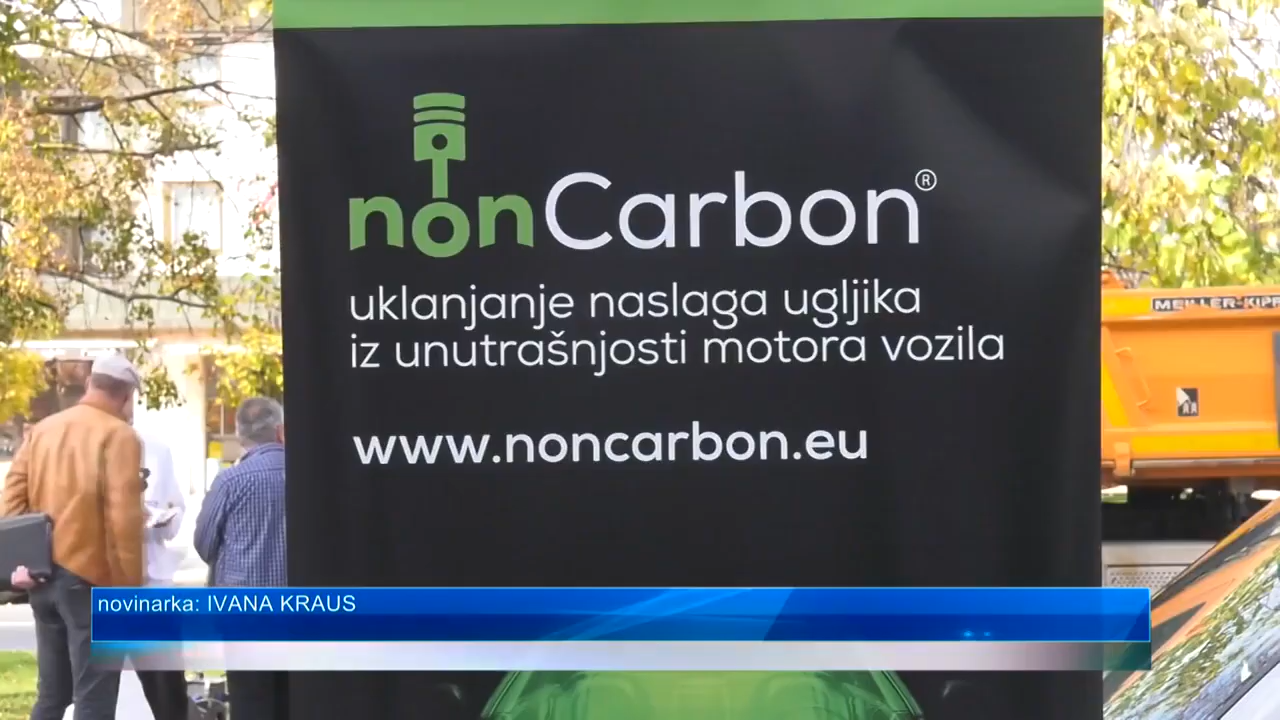 nonCarbon®
uklanjanje naslaga ugljika
iz unutrašnjosti motora vozila
www.noncarbon.eu
MEILLER-KIPP
novinarka: IVANA KRAUS